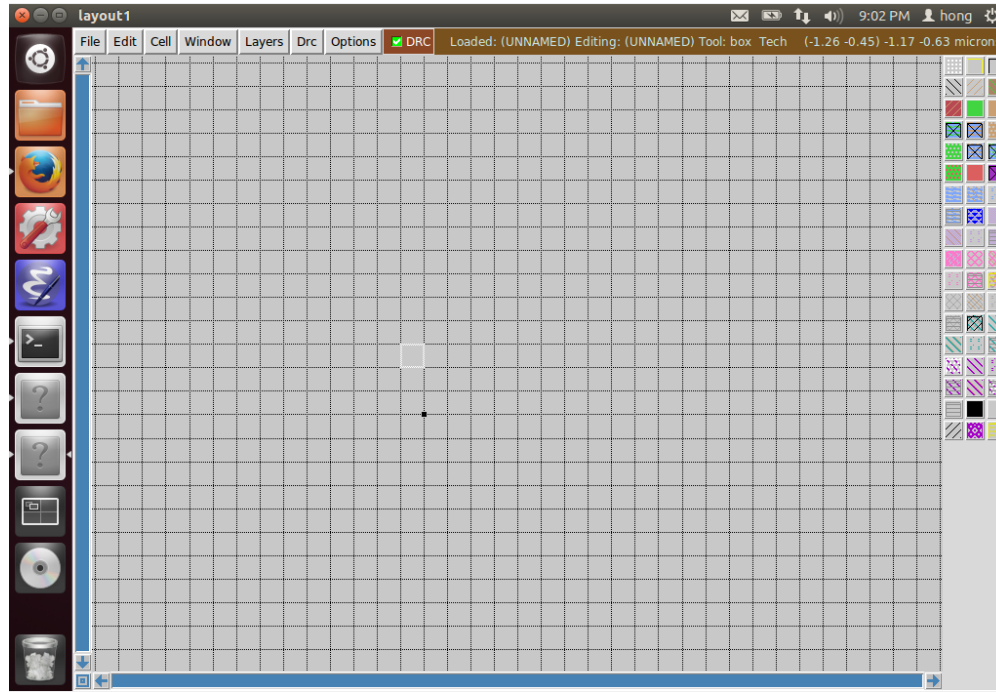 layout1
9:02 PM hong
File Edit Cell Window Layers Drc Options DRC Loaded: (UNNAMED) Editing: (UNNAMED) Tool: box Tech (-1.26 -0.45) -1.17 -0.63 micron
>_
?
?